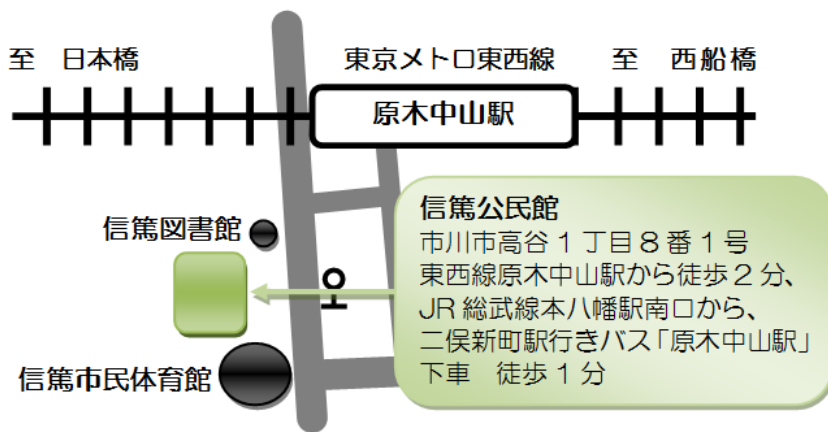 至 日本橋
東京メトロ東西線
至 西船橋
原木中山駅
信篤図書館
信篤公民館
市川市高谷1丁目8番1号
東西線原木中山駅から徒歩2分、
JR総武線本八幡駅南口から、
二俣新町駅行きバス「原木中山駅」
下車 徒歩1分
信篤市民体育館